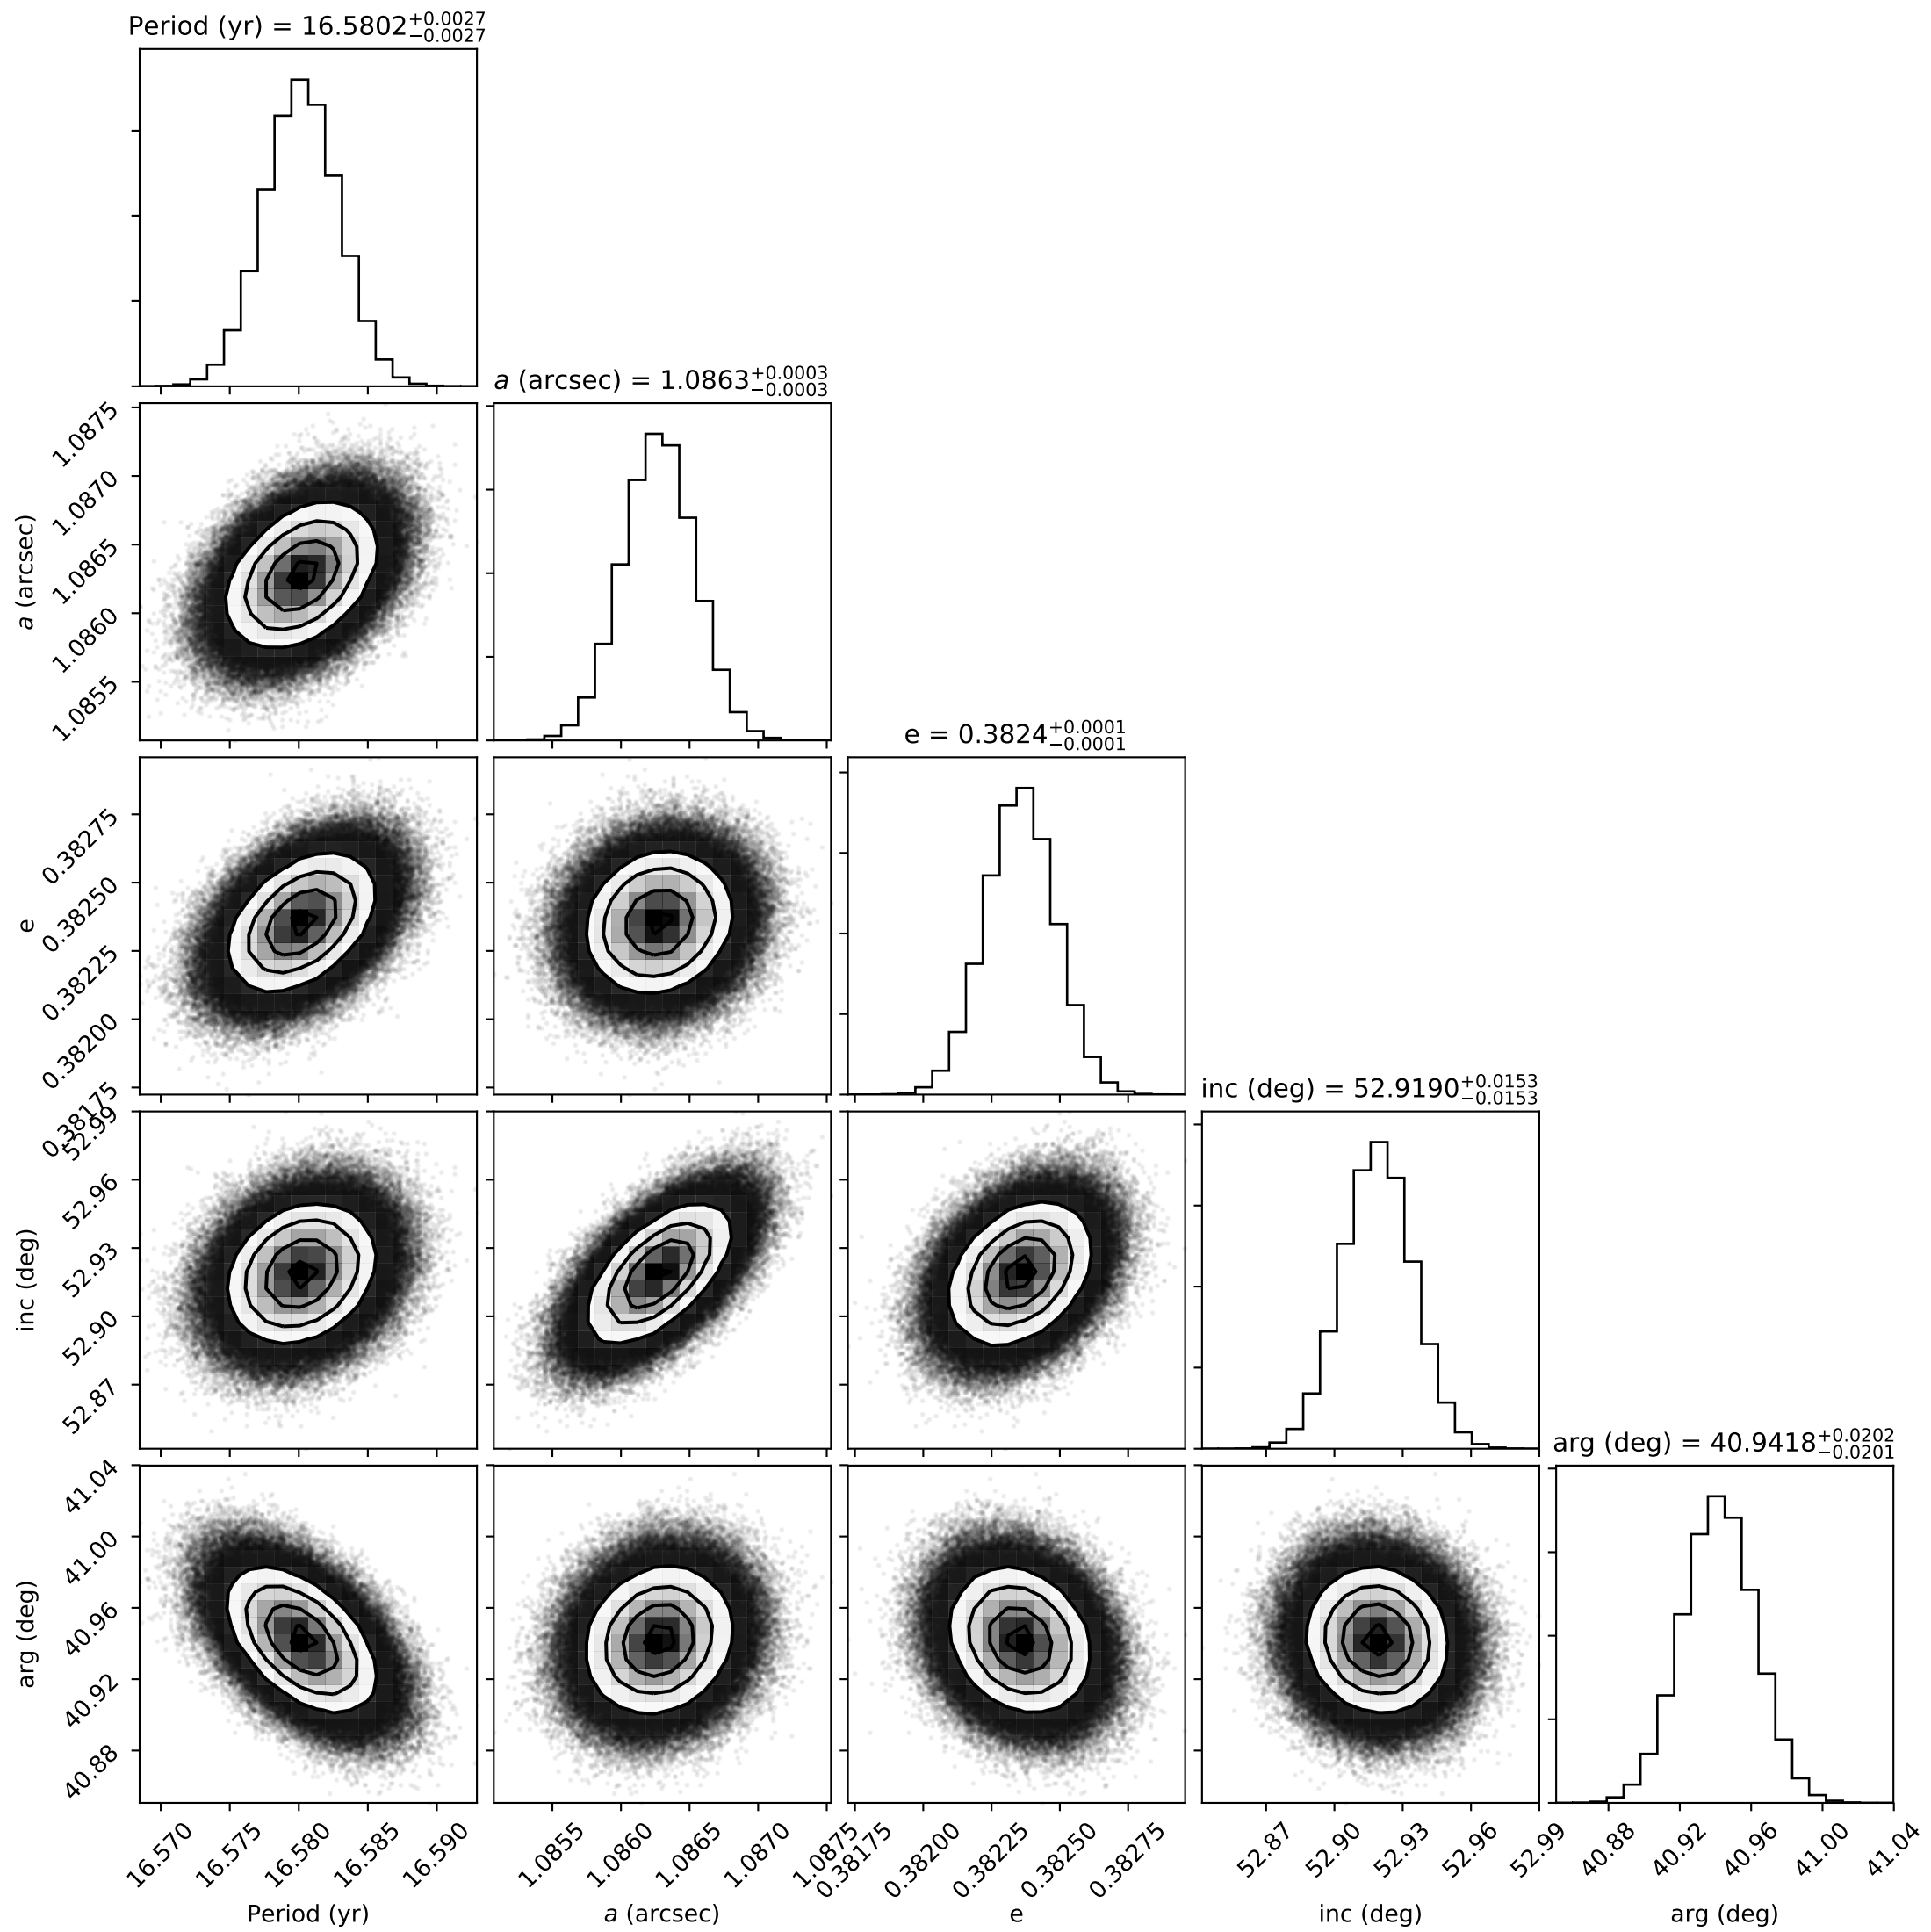 Period (yr) = 16.5802+0.0027 −0.0027
a (arcsec) = 1.0863+0.0003 −0.0003
1.0875
1.0870
1.0865
1.0860
1.0855
a (arcsec)
e = 0.3824+0.0001 −0.0001
0.38275
0.38250
0.38225
0.38200
0.38175
e
inc (deg) = 52.9190+0.0153 −0.0153
52.99
52.96
52.93
52.90
52.87
inc (deg)
arg (deg) = 40.9418+0.0202 −0.0201
41.04
41.00
40.96
40.92
40.88
arg (deg)
16.570 16.575 16.580 16.585 16.590
1.0855 1.0860 1.0865 1.0870 1.0875
0.38175 0.38200 0.38225 0.38250 0.38275
52.87 52.90 52.93 52.96 52.99
40.88 40.92 40.96 41.00 41.04
Period (yr) a (arcsec) e inc (deg) arg (deg)